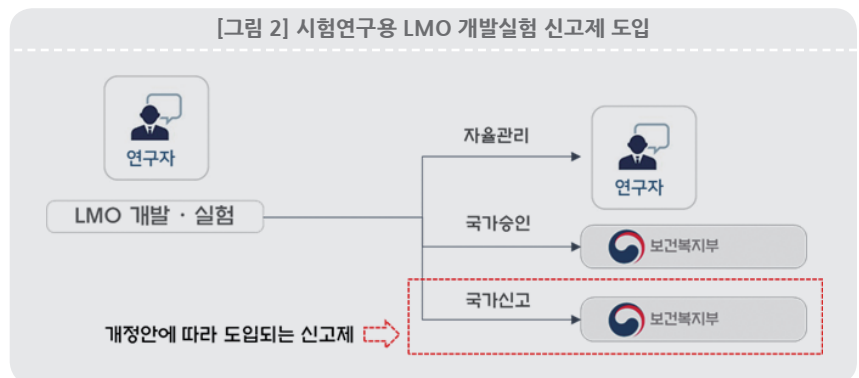 [그림 2] 시험연구용 LMO 개발실험 신고제 도입
연구자
LMO 개발 · 실험
자율관리
연구자
국가승인
보건복지부
국가신고
보건복지부
개정안에 따라 도입되는 신고제